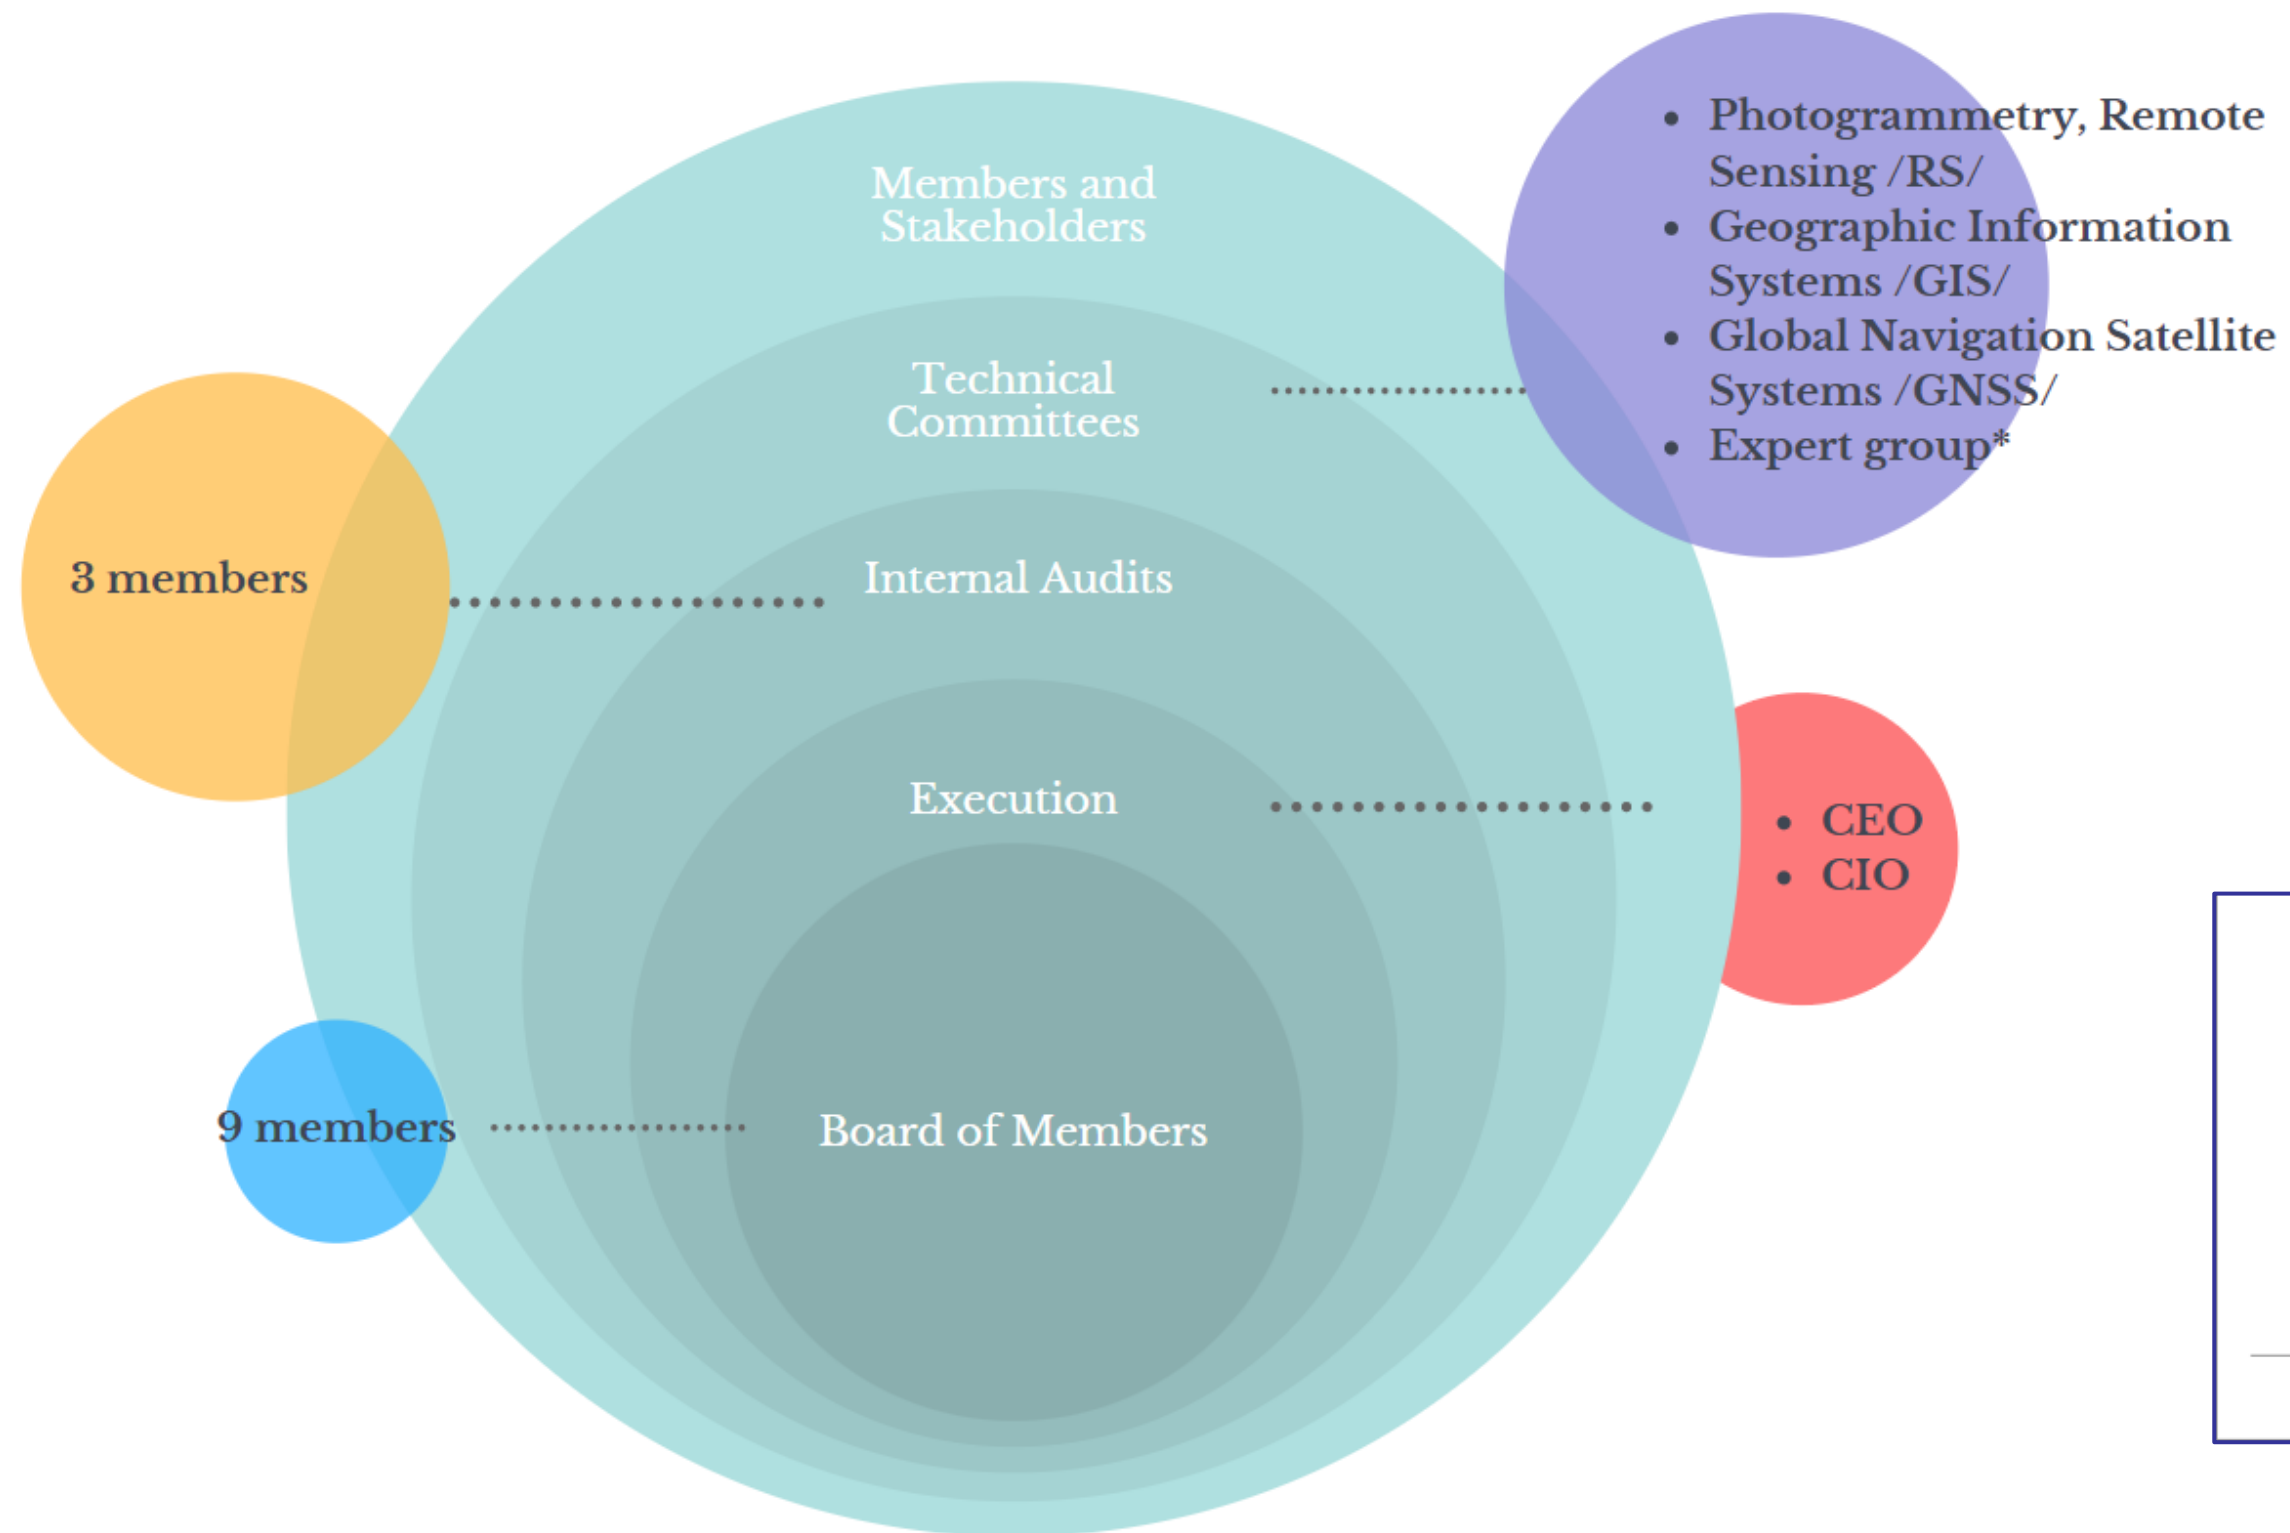 Members and
Stakeholders
Technical
Committees
Internal Audits
Execution
Board of Members
3 members
9 members
• Photogrammetry, Remote
Sensing /RS/
• Geographic Information
Systems /GIS/
• Global Navigation Satellite
Systems /GNSS/
• Expert group*
• CEO
• CIO